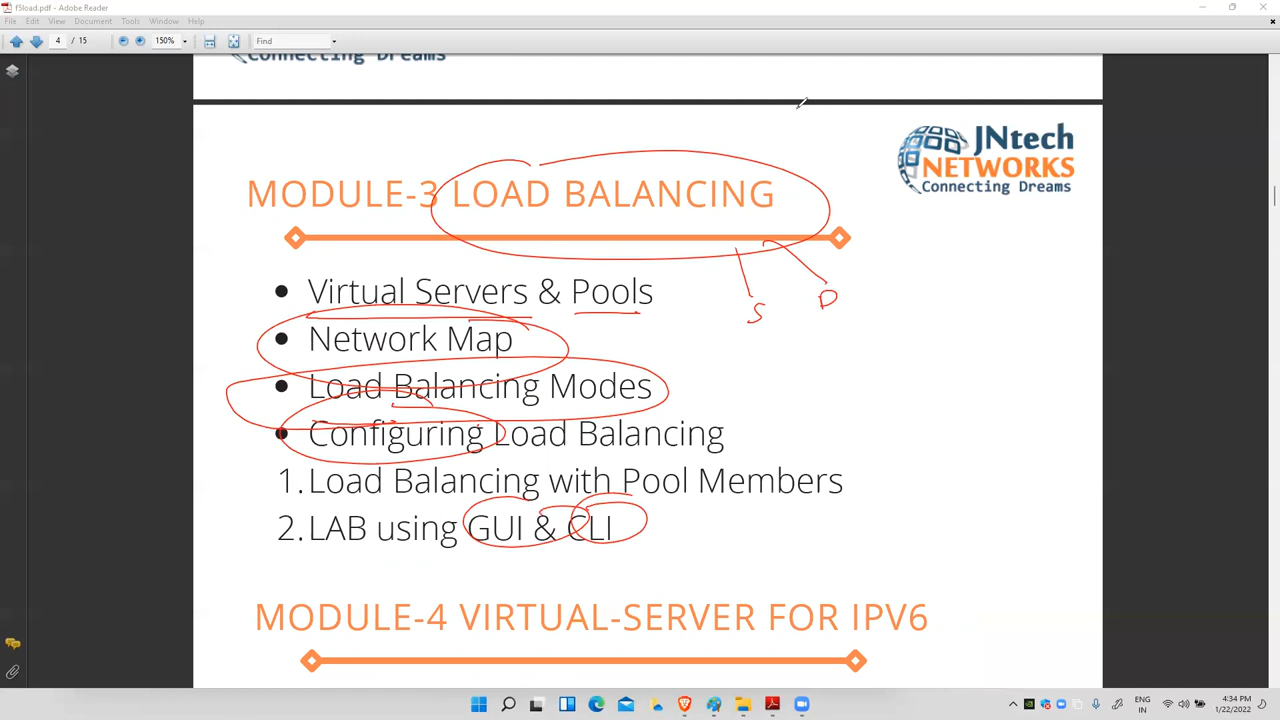 f5load.pdf - Adobe Reader
File Edit View Document Tools Window Help
4 / 15 150% Find
Connecting Dreams
JNtech
NETWORKS
Connecting Dreams
MODULE-3 LOAD BALANCING
• Virtual Servers & Pools
S D
• Network Map
• Load Balancing Modes
• Configuring Load Balancing
1. Load Balancing with Pool Members
2. LAB using GUI & CLI
MODULE-4 VIRTUAL-SERVER FOR IPV6
ENG
IN
4:34 PM
1/22/2022